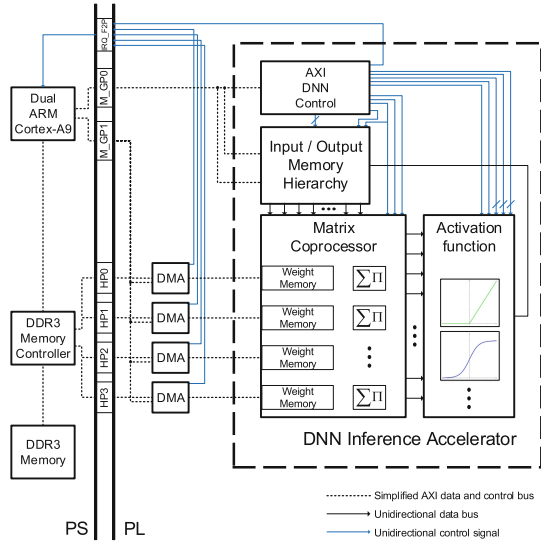 IRQ_F2P
M_GP0
M_GP1
Dual
ARM
Cortex-A9
AXI
DNN
Control
Input / Output
Memory
Hierarchy
Matrix
Coprocessor
Activation
function
HP0
DMA
Weight
Memory
∑∏
DDR3
Memory
Controller
HP1
DMA
Weight
Memory
∑∏
HP2
DMA
Weight
Memory
HP3
DMA
Weight
Memory
∑∏
DDR3
Memory
DNN Inference Accelerator
PS
PL
Simplified AXI data and control bus
Unidirectional data bus
Unidirectional control signal